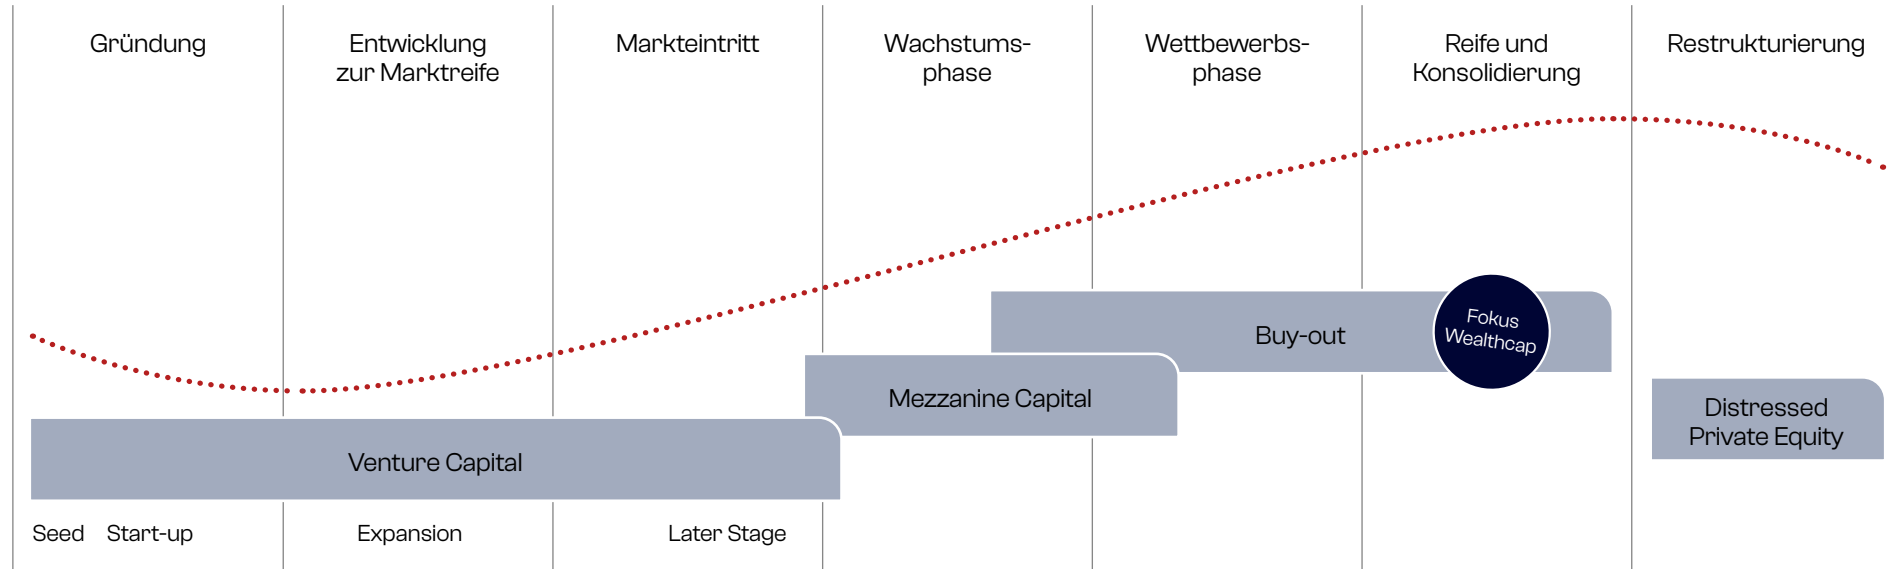 Gründung
Entwicklung
zur Marktreife
Markteintritt
Wachstums-
phase
Wettbewerbs-
phase
Reife und
Konsolidierung
Restrukturierung
Buy-out
Fokus
Wealthcap
Mezzanine Capital
Distressed
Private Equity
Venture Capital
Seed
Start-up
Expansion
Later Stage